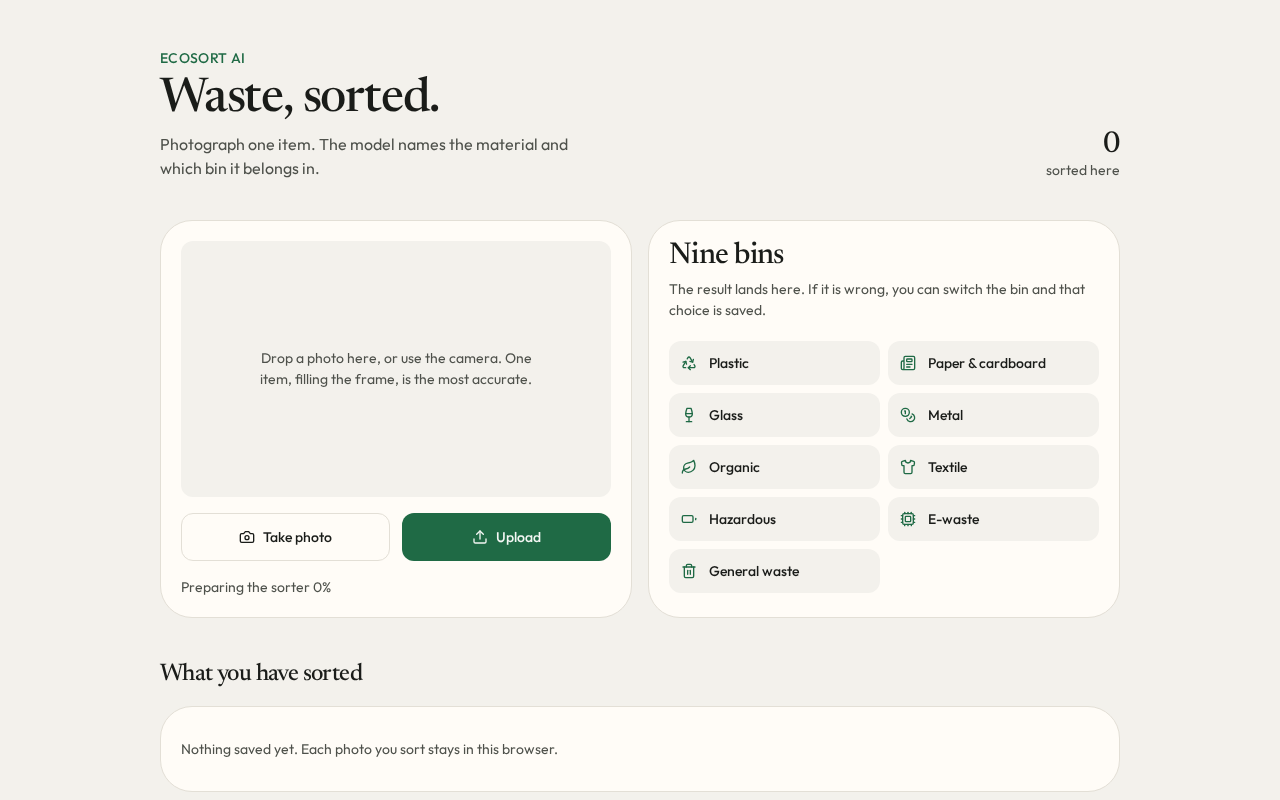 ECOSORT AI
Waste, sorted.
Photograph one item. The model names the material and
which bin it belongs in.
0
sorted here
Drop a photo here, or use the camera. One
item, filling the frame, is the most accurate.
Take photo
Upload
Preparing the sorter 0%
Nine bins
The result lands here. If it is wrong, you can switch the bin and that
choice is saved.
Plastic
Paper & cardboard
Glass
Metal
Organic
Textile
Hazardous
E-waste
General waste
What you have sorted
Nothing saved yet. Each photo you sort stays in this browser.